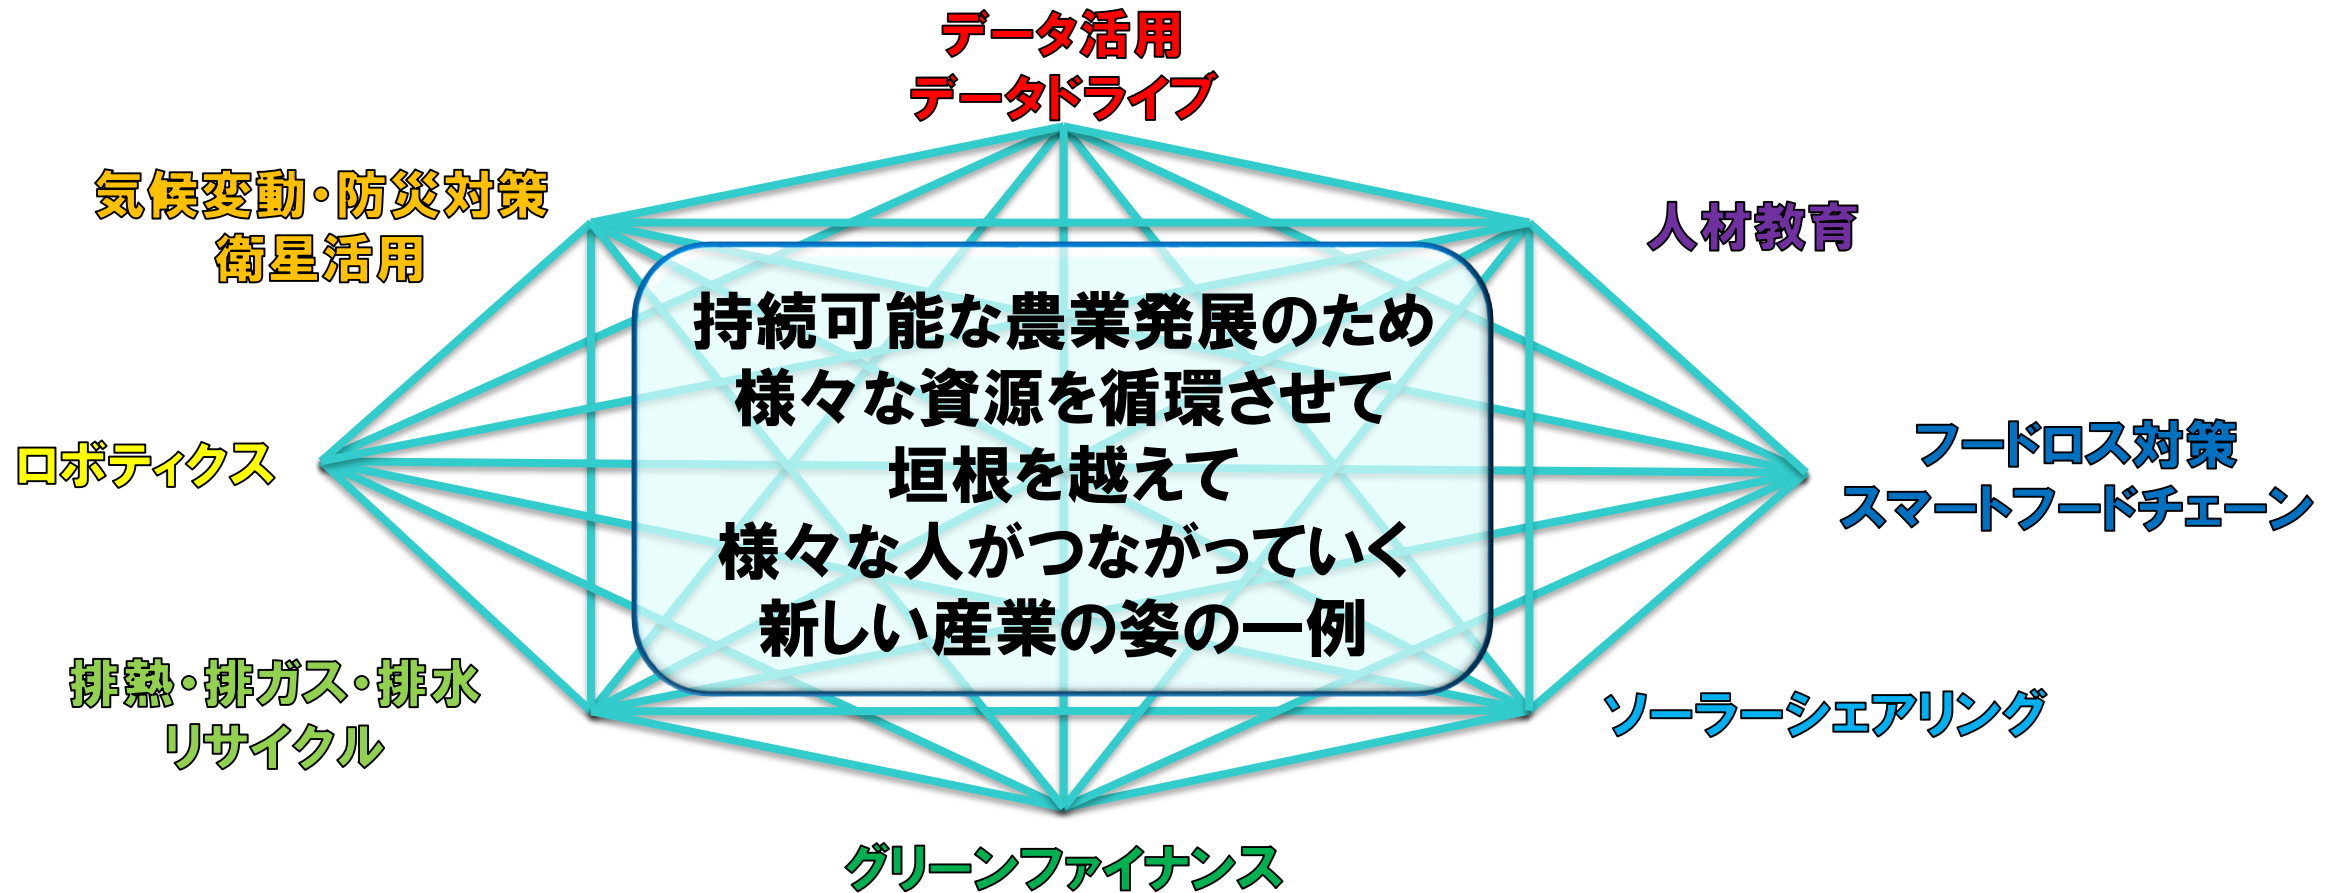 データ活用
データドライブ
気候変動・防災対策
衛星活用
人材教育
持続可能な農業発展のため
様々な資源を循環させて
垣根を越えて
様々な人がつながっていく
新しい産業の姿の一例
ロボティクス
フードロス対策
スマートフードチェーン
排熱・排ガス・排水
リサイクル
ソーラーシェアリング
グリーンファイナンス